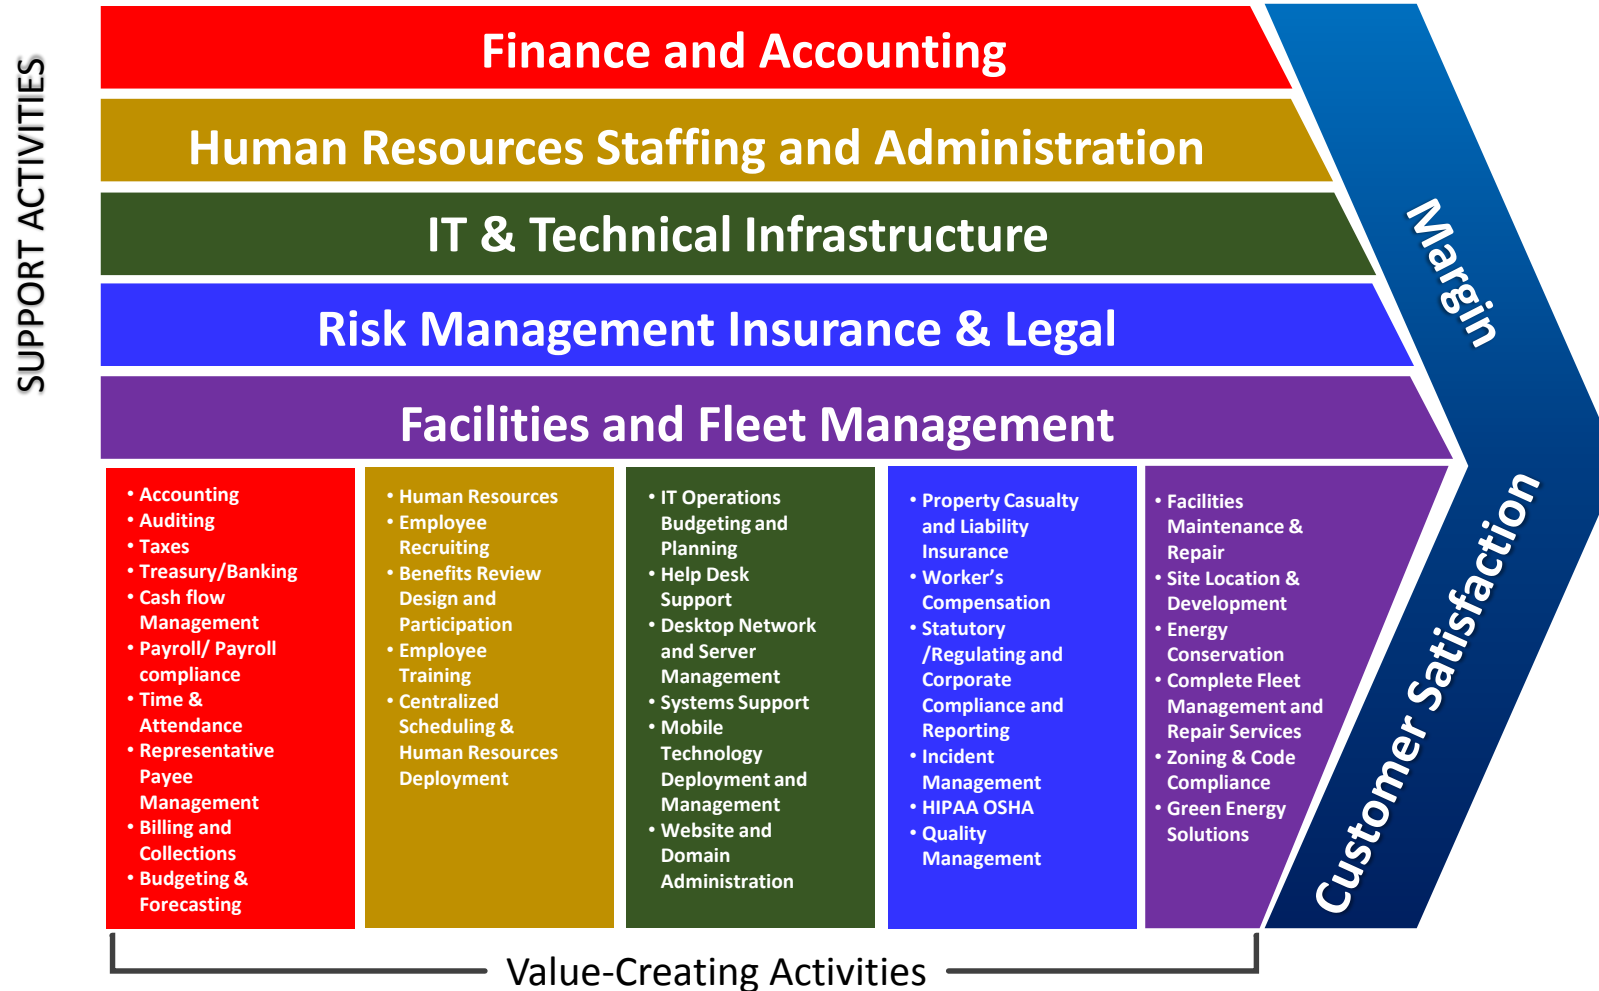 SUPPORT ACTIVITIES
Finance and Accounting
Human Resources Staffing and Administration
IT & Technical Infrastructure
Risk Management Insurance & Legal
Facilities and Fleet Management
Margin
Customer Satisfaction
• Accounting
• Auditing
• Taxes
• Treasury/Banking
• Cash flow
Management
• Payroll/ Payroll
compliance
• Time &
Attendance
• Representative
Payee
Management
• Billing and
Collections
• Budgeting &
Forecasting
• Human Resources
• Employee
Recruiting
• Benefits Review
Design and
Participation
• Employee
Training
• Centralized
Scheduling &
Human Resources
Deployment
• IT Operations
Budgeting and
Planning
• Help Desk
Support
• Desktop Network
and Server
Management
• Systems Support
• Mobile
Technology
Deployment and
Management
• Website and
Domain
Administration
• Property Casualty
and Liability
Insurance
• Worker’s
Compensation
• Statutory
/Regulating and
Corporate
Compliance and
Reporting
• Incident
Management
• HIPAA OSHA
• Quality
Management
• Facilities
Maintenance &
Repair
• Site Location &
Development
• Energy
Conservation
• Complete Fleet
Management and
Repair Services
• Zoning & Code
Compliance
• Green Energy
Solutions
Value-Creating Activities